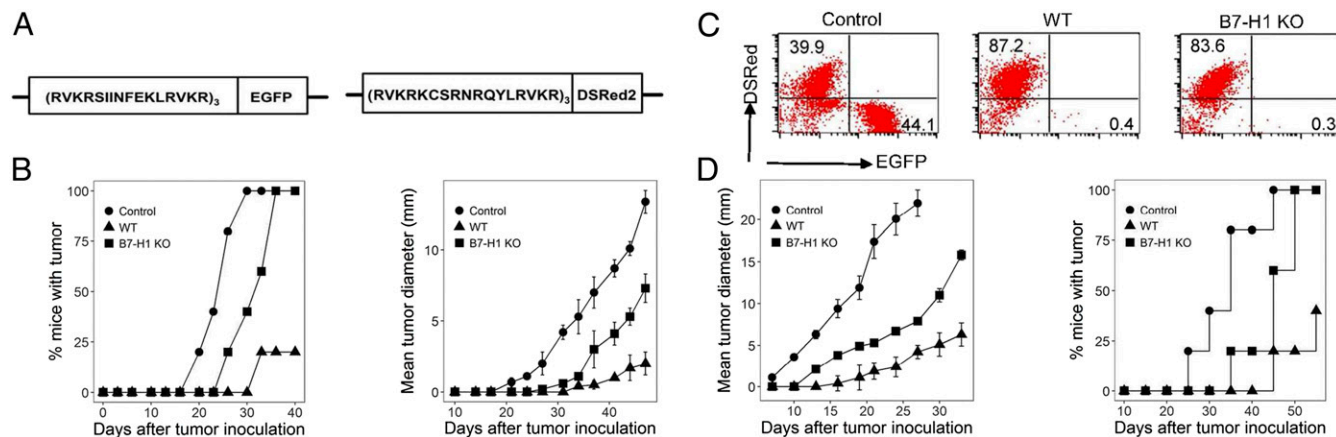 A
(RVKRSIINFEKLRVKR)₃ EGFP
(RVKRKCSRNRQYLRVKR)₃ DSRed2
C
Control WT B7-H1 KO
39.9 87.2 83.6
DSRed
44.1 0.4 0.3
EGFP
B
100
75
50
25
0
% mice with tumor
Control
WT
B7-H1 KO
0 10 20 30 40
Days after tumor inoculation
10
5
0
Mean tumor diameter (mm)
Control
WT
B7-H1 KO
10 20 30 40
Days after tumor inoculation
D
20
15
10
5
0
Mean tumor diameter (mm)
Control
WT
B7-H1 KO
10 15 20 25 30
Days after tumor inoculation
100
75
50
25
0
% mice with tumor
Control
WT
B7-H1 KO
10 20 30 40 50
Days after tumor inoculation